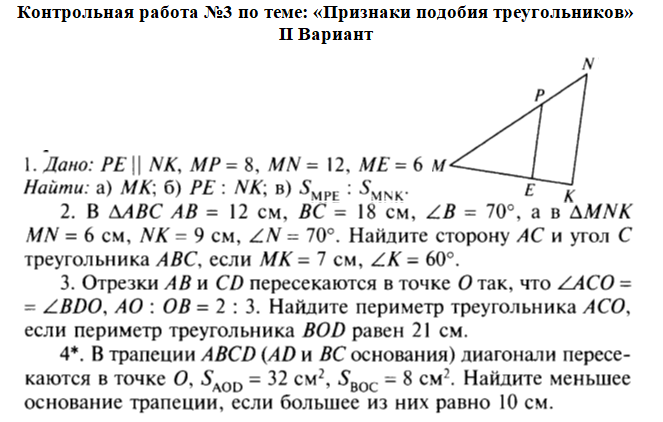 Контрольная работа №3 по теме: «Признаки подобия треугольников»
II Вариант
N
P
1. Дано: PE || NK, MP = 8, MN = 12, ME = 6 M
Найти: а) MK; б) PE : NK; в) S_MPE : S_MNK.
E K
2. В ΔABC AB = 12 см, BC = 18 см, ∠B = 70°, а в ΔMNK
MN = 6 см, NK = 9 см, ∠N = 70°. Найдите сторону AC и угол C
треугольника ABC, если MK = 7 см, ∠K = 60°.
3. Отрезки AB и CD пересекаются в точке O так, что ∠ACO =
= ∠BDO, AO : OB = 2 : 3. Найдите периметр треугольника ACO,
если периметр треугольника BOD равен 21 см.
4*. В трапеции ABCD (AD и BC основания) диагонали пересе-
каются в точке O, S_AOD = 32 см², S_BOC = 8 см². Найдите меньшее
основание трапеции, если большее из них равно 10 см.